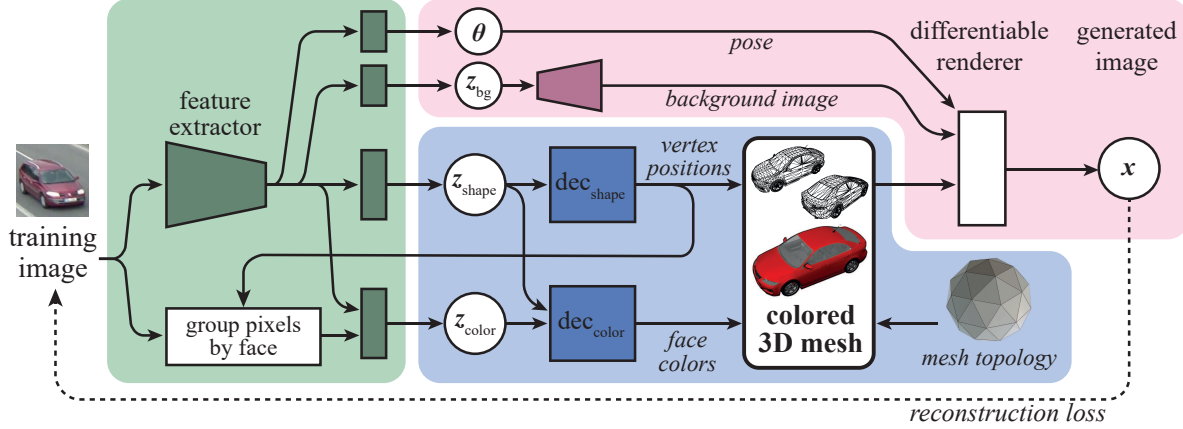 θ
pose
differentiable
renderer
generated
image
z_bg
background image
feature
extractor
vertex
positions
z_shape
dec_shape
x
training
image
group pixels
by face
z_color
dec_color
face
colors
colored
3D mesh
mesh topology
reconstruction loss